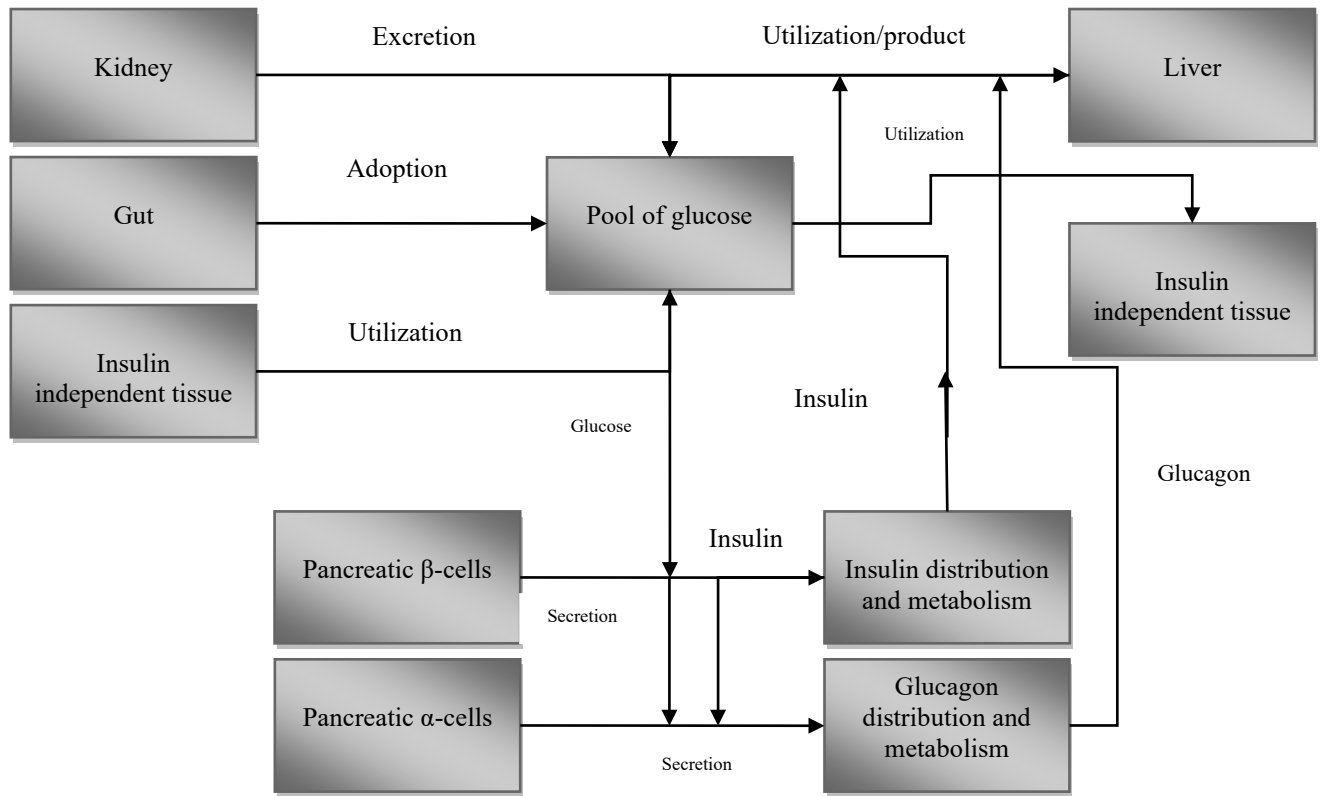 Excretion
Utilization/product
Kidney
Liver
Utilization
Adoption
Gut
Pool of glucose
Insulin
independent tissue
Utilization
Insulin
independent tissue
Insulin
Glucose
Glucagon
Insulin
Pancreatic β-cells
Insulin distribution
and metabolism
Secretion
Pancreatic α-cells
Glucagon
distribution and
metabolism
Secretion